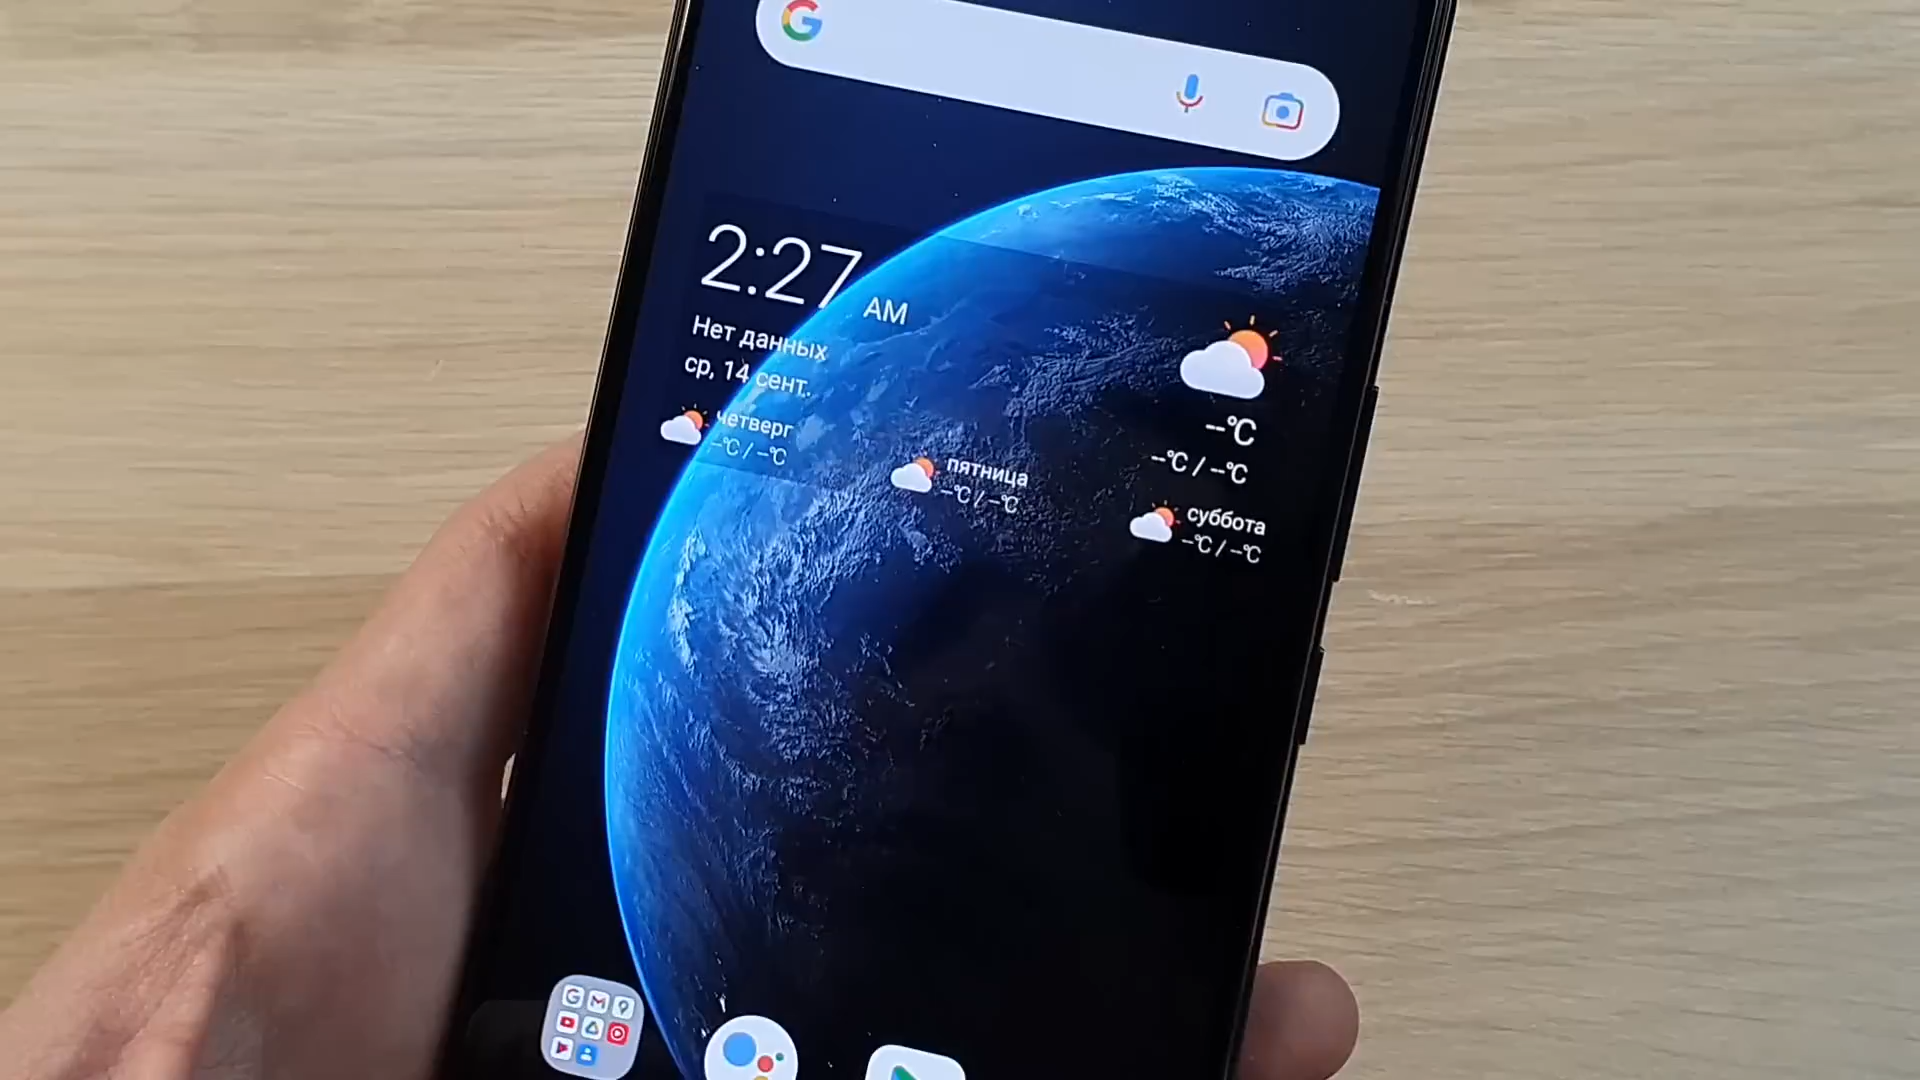 2:27 AM
Нет данных
ср, 14 сент.
--°C
--°C / --°C
четверг
--°C / --°C
пятница
--°C / --°C
суббота
--°C / --°C